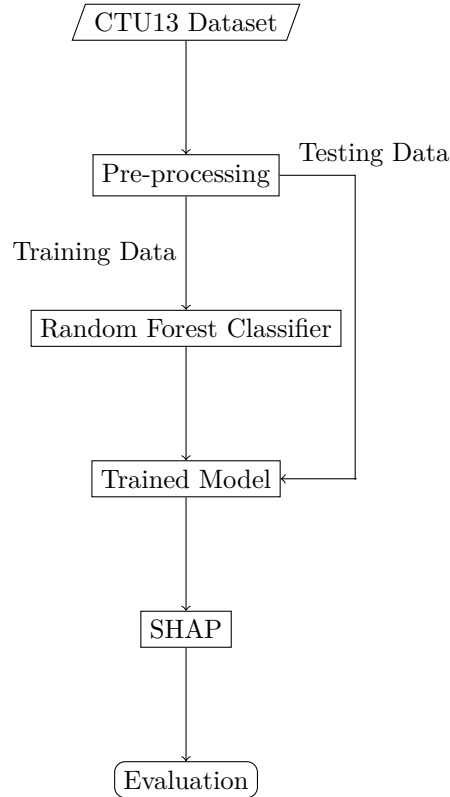 CTU13 Dataset
Testing Data
Pre-processing
Training Data
Random Forest Classifier
Trained Model
SHAP
Evaluation